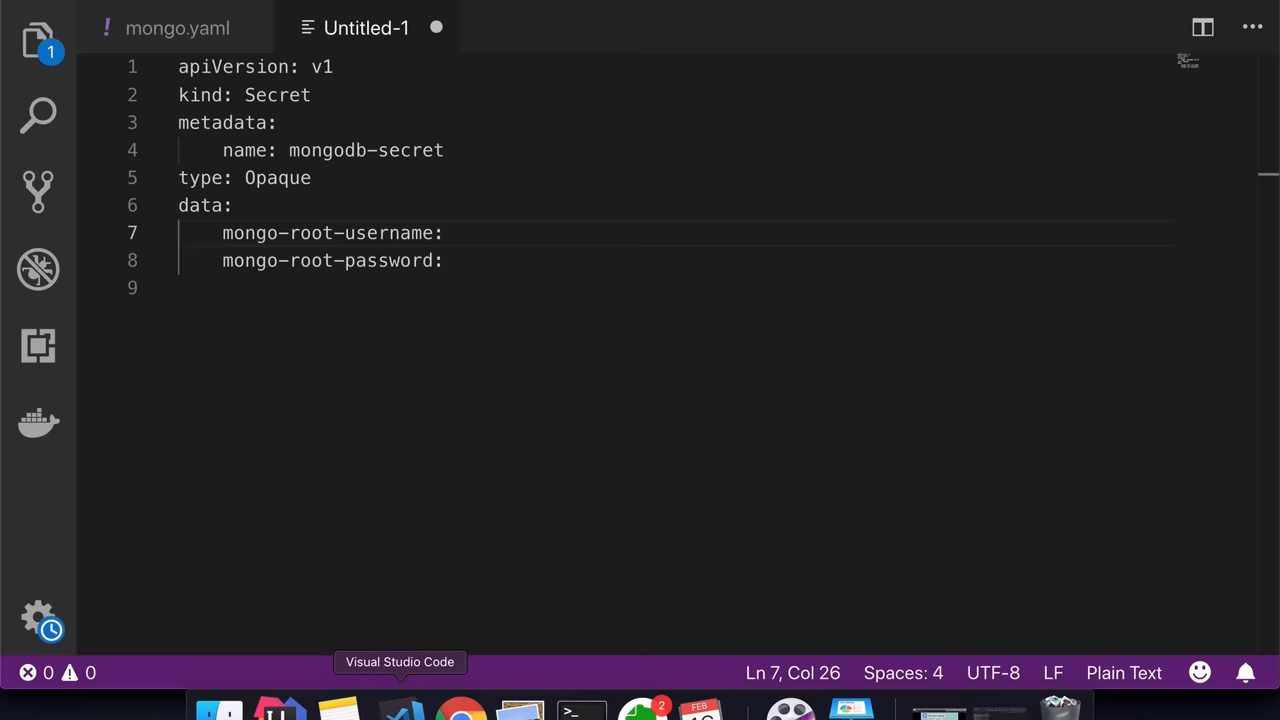 1
! mongo.yaml
Untitled-1
1 apiVersion: v1
2 kind: Secret
3 metadata:
4     name: mongodb-secret
5 type: Opaque
6 data:
7     mongo-root-username:
8     mongo-root-password:
9
Visual Studio Code
0 0
Ln 7, Col 26 Spaces: 4 UTF-8 LF Plain Text
2
FEB